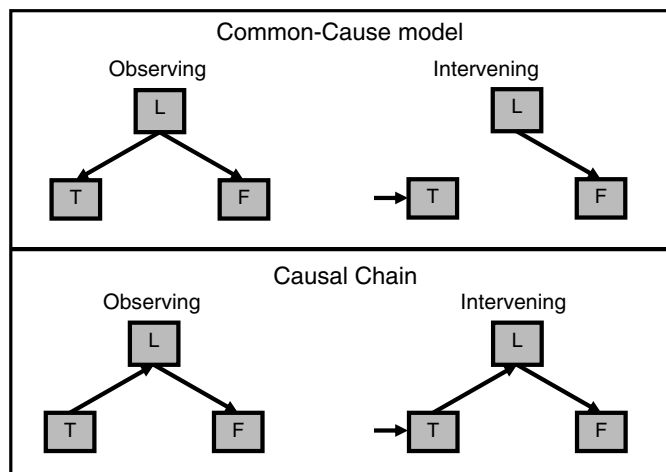 Common-Cause model
Observing Intervening
L L
T F T F
Causal Chain
Observing Intervening
L L
T F T F